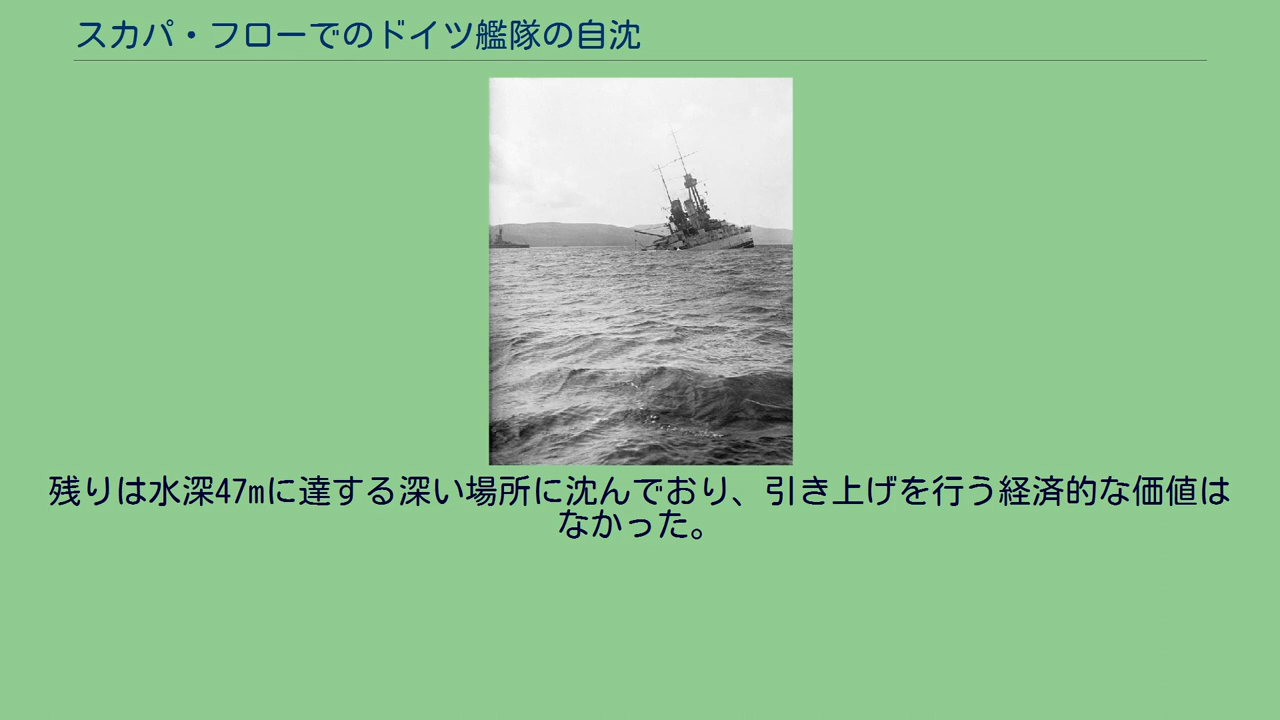 スカパ・フローでのドイツ艦隊の自沈
残りは水深47mに達する深い場所に沈んでおり、引き上げを行う経済的な価値は
なかった。